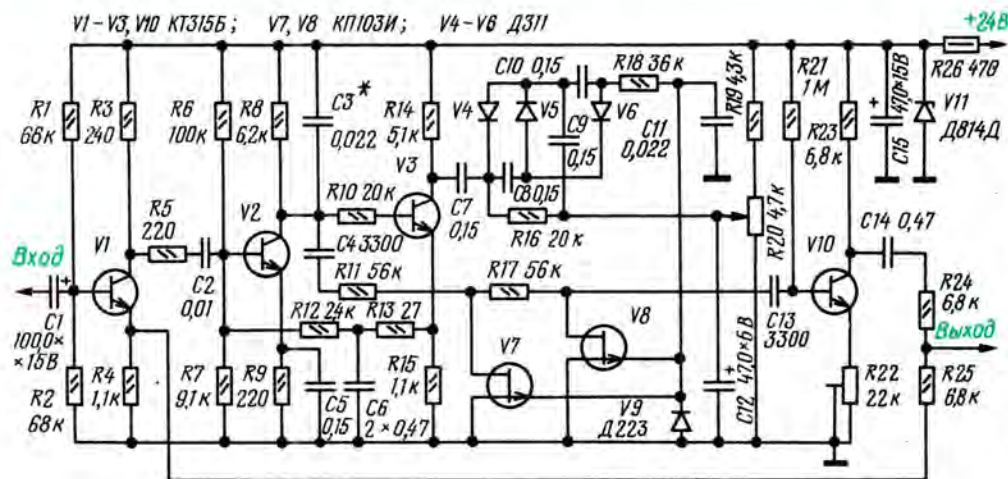 V1-V3, V10 КТ315Б; V7, V8 КП103И; V4-V6 Д311
+24В
C10 0,15
R18 36к
R19 4,3к
R21
1М
R26 470
R1
66к
R3
240
R6
100к
R8
6,2к
C3*
0,022
R14
5,1к
V4
V5
V6
C9
0,15
C11
0,022
R23
6,8к
470×15В
C15
V11
Д814Д
V3
R10 20к
C7
0,15
C8 0,15
R16 20к
R20 4,7к
C14 0,47
R5
220
V2
V1
C4 3300
V10
Вход
R11 56к
R17 56к
R24
6,8к
C2
0,01
R12 24к
R13 27
C13
3300
Выход
C1
100,0×
×15В
V8
V7
R2
68к
R4
1,1к
R7
9,1к
R9
220
C5
0,15
C6
2×0,47
R15
1,1к
V9
Д223
C12 470×6В
R22
22к
R25
6,8к